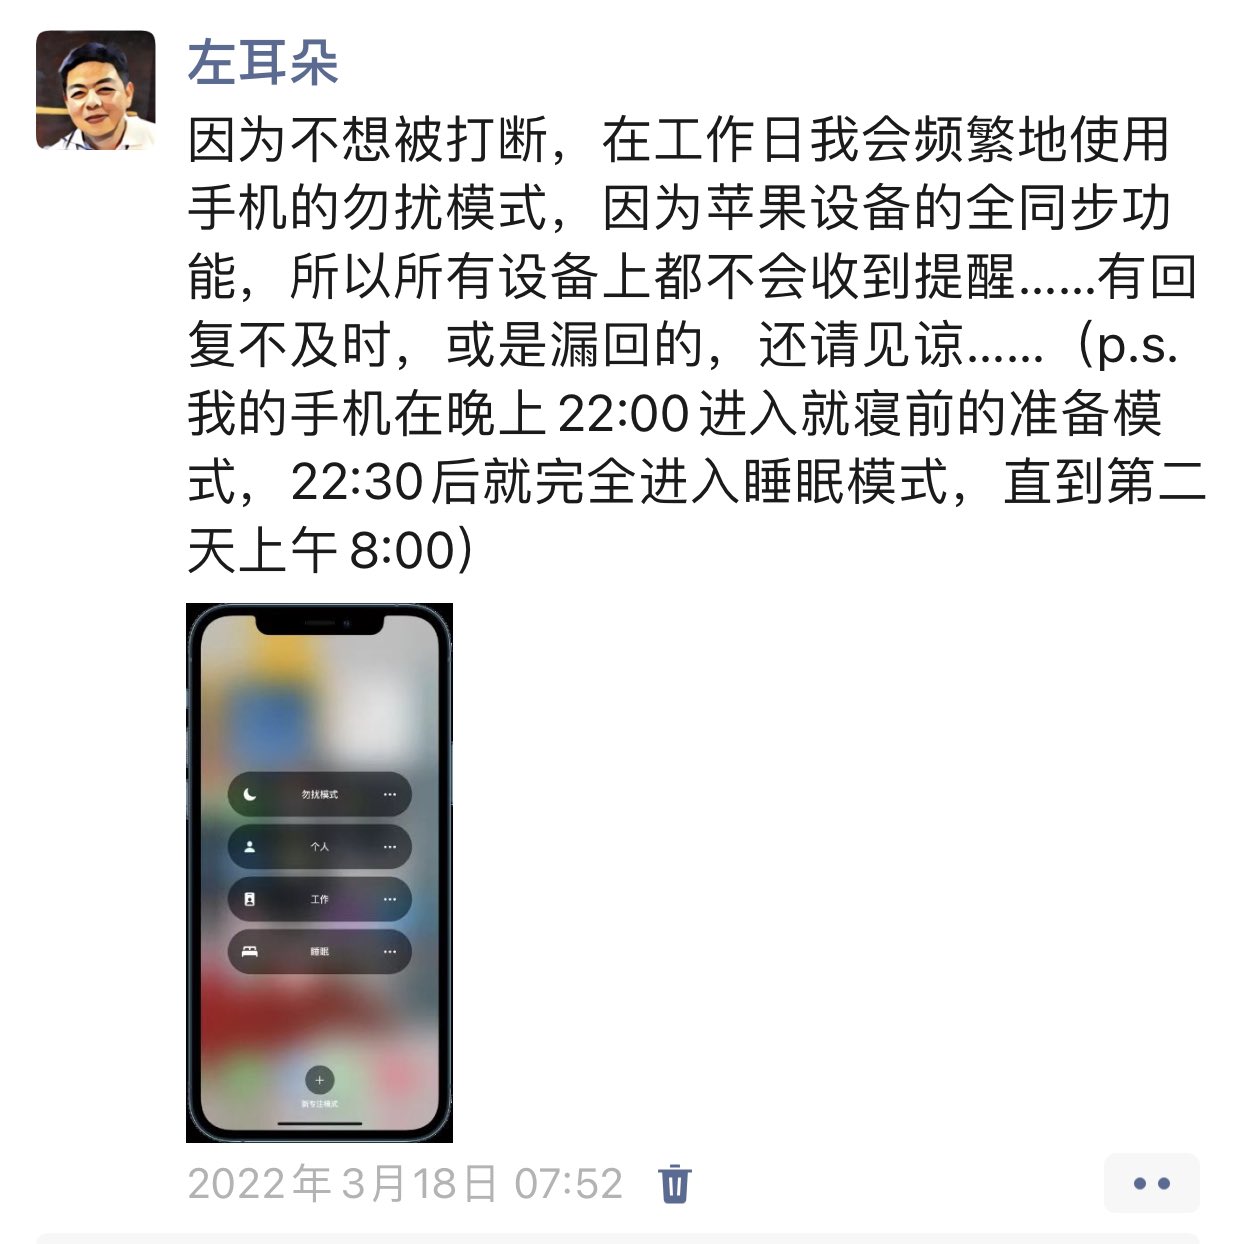 左耳朵
因为不想被打断，在工作日我会频繁地使用
手机的勿扰模式，因为苹果设备的全同步功
能，所以所有设备上都不会收到提醒……有回
复不及时，或是漏回的，还请见谅……（p.s.
我的手机在晚上22:00进入就寝前的准备模
式，22:30后就完全进入睡眠模式，直到第二
天上午8:00）
勿扰模式
个人
工作
睡眠
新专注模式
2022年3月18日 07:52